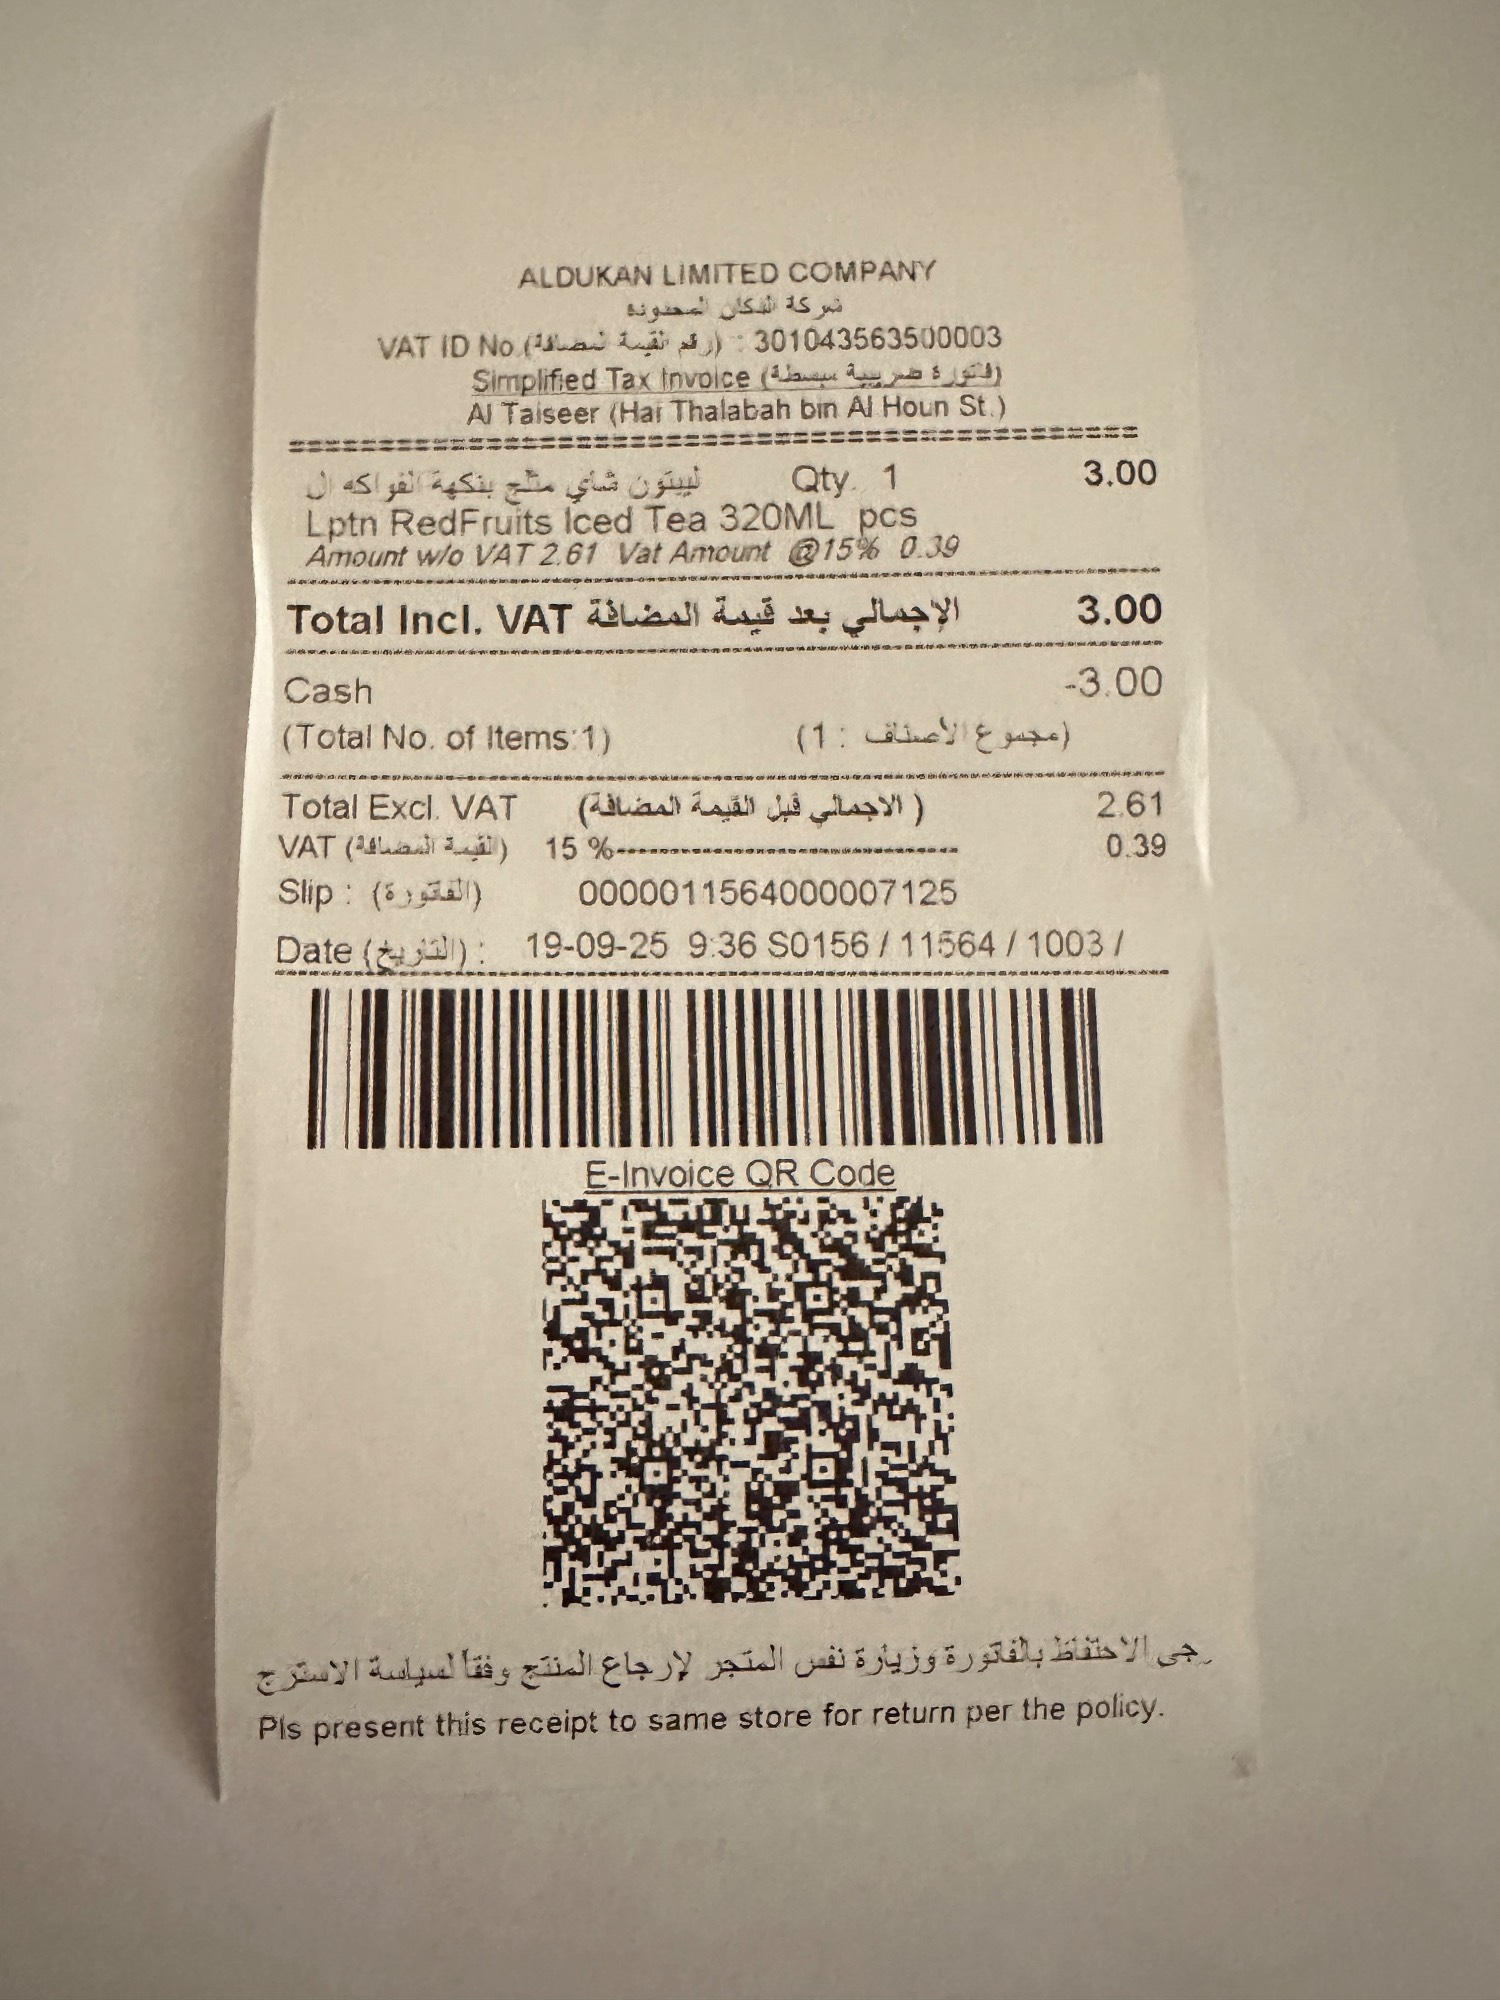 ALDUKAN LIMITED COMPANY
شركة الدكان المحدودة
VAT ID No (رقم القيمة المضافة) : 301043563500003
Simplified Tax Invoice (فاتورة ضريبية مبسطة)
Al Taiseer (Hai Thalabah bin Al Houn St.)
ليبتون شاي مثلج بنكهة الفواكه ال Qty. 1 3.00
Lptn RedFruits Iced Tea 320ML pcs
Amount w/o VAT 2.61 Vat Amount @15% 0.39
Total Incl. VAT الإجمالي بعد قيمة المضافة 3.00
Cash -3.00
(Total No. of Items:1) (مجموع الأصناف : 1)
Total Excl. VAT (الاجمالي قبل القيمة المضافة ) 2.61
VAT (القيمة المضافة) 15 %------------------------------------ 0.39
Slip : (الفاتورة) 0000011564000007125
Date (التاريخ) : 19-09-25 9:36 S0156 / 11564 / 1003 /
E-Invoice QR Code
رجى الاحتفاظ بالفاتورة وزيارة نفس المتجر لإرجاع المنتج وفقا لسياسة الاسترج
Pls present this receipt to same store for return per the policy.